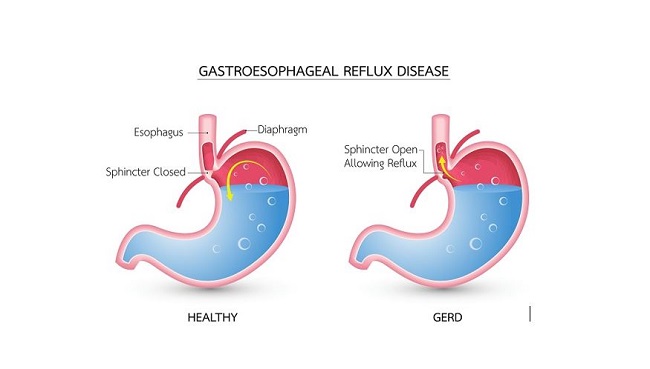 GASTROESOPHAGEAL REFLUX DISEASE
Esophagus
Diaphragm
Sphincter Closed
Sphincter Open
Allowing Reflux
HEALTHY
GERD